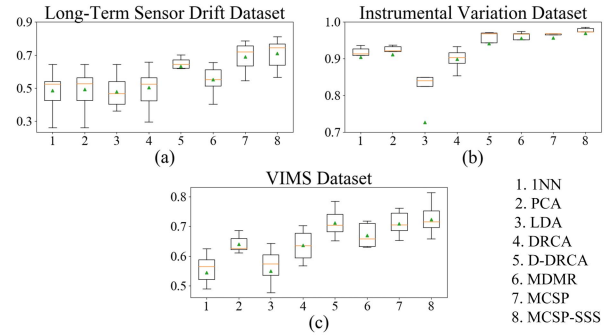 Long-Term Sensor Drift Dataset
0.9
0.7
0.5
0.3
1 2 3 4 5 6 7 8
(a)
Instrumental Variation Dataset
1.0
0.9
0.8
0.7
1 2 3 4 5 6 7 8
(b)
VIMS Dataset
0.8
0.7
0.6
0.5
1 2 3 4 5 6 7 8
(c)
1. 1NN
2. PCA
3. LDA
4. DRCA
5. D-DRCA
6. MDMR
7. MCSP
8. MCSP-SSS